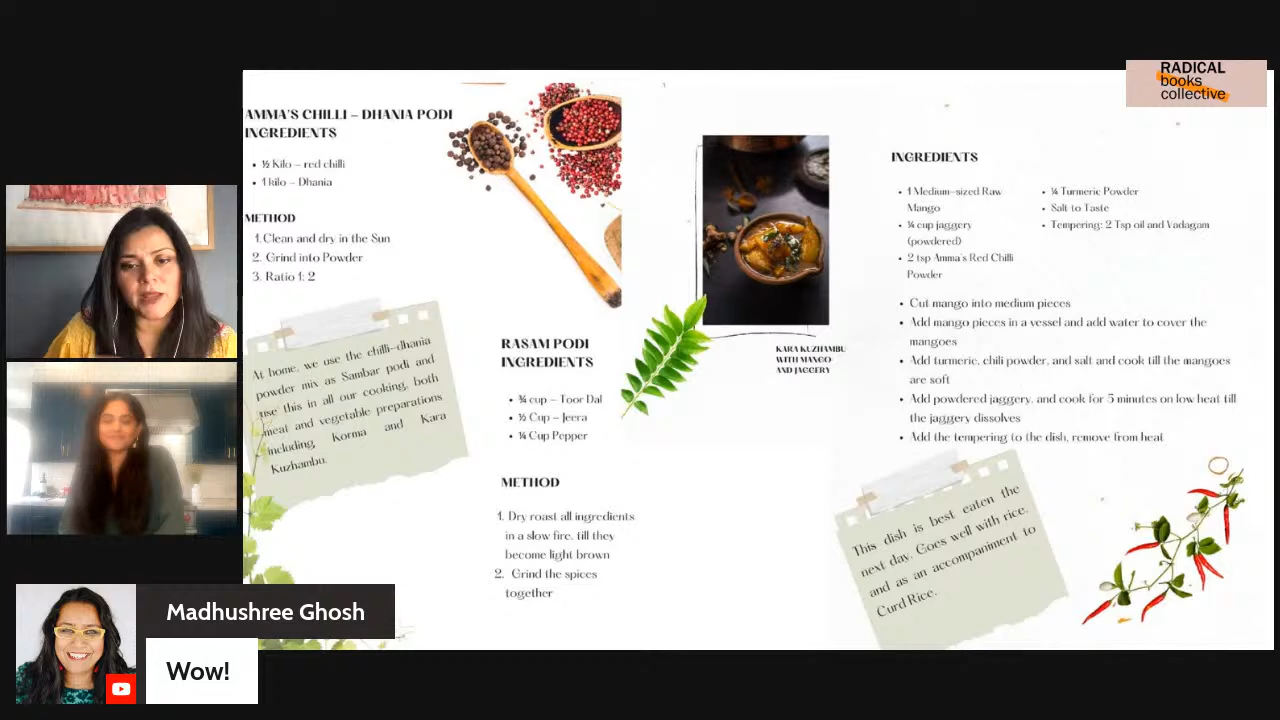 RADICAL
books
collective
AMMA'S CHILLI – DHANIA PODI
INGREDIENTS
• ½ Kilo – red chilli
• 1 kilo – Dhania
METHOD
1. Clean and dry in the Sun
2. Grind into Powder
3. Ratio 1: 2
At home, we use the chilli-dhania
powder mix as Sambar podi and
use this in all our cooking, both
meat and vegetable preparations
including, Korma and Kara
Kuzhambu.
RASAM PODI
INGREDIENTS
• ¾ cup – Toor Dal
• ½ Cup – Jeera
• ¼ Cup Pepper
METHOD
1. Dry roast all ingredients
in a slow fire, till they
become light brown
2. Grind the spices
together
KARA KUZHAMBU
WITH MANGO
AND JAGGERY
INGREDIENTS
• 1 Medium-sized Raw
Mango
• ¼ cup jaggery
(powdered)
• 2 tsp Amma's Red Chilli
Powder
• ¼ Turmeric Powder
• Salt to Taste
• Tempering: 2 Tsp oil and Vadagam
• Cut mango into medium pieces
• Add mango pieces in a vessel and add water to cover the
mangoes
• Add turmeric, chili powder, and salt and cook till the mangoes
are soft
• Add powdered jaggery, and cook for 5 minutes on low heat till
the jaggery dissolves
• Add the tempering to the dish, remove from heat
This dish is best eaten the
next day. Goes well with rice,
and as an accompaniment to
Curd Rice.
Madhushree Ghosh
Wow!